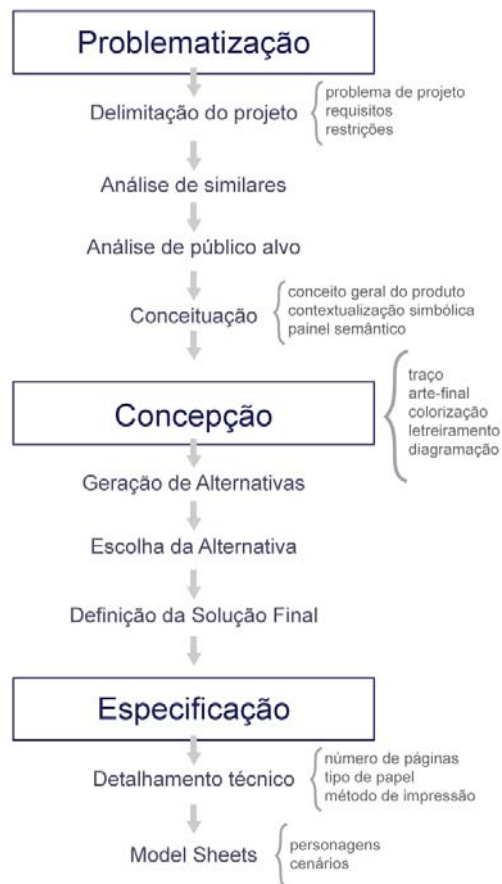 Problematização
Delimitação do projeto
problema de projeto
requisitos
restrições
Análise de similares
Análise de público alvo
Conceituação
conceito geral do produto
contextualização simbólica
painel semântico
Concepção
traço
arte-final
colorização
letreiramento
diagramação
Geração de Alternativas
Escolha da Alternativa
Definição da Solução Final
Especificação
Detalhamento técnico
número de páginas
tipo de papel
método de impressão
Model Sheets
personagens
cenários